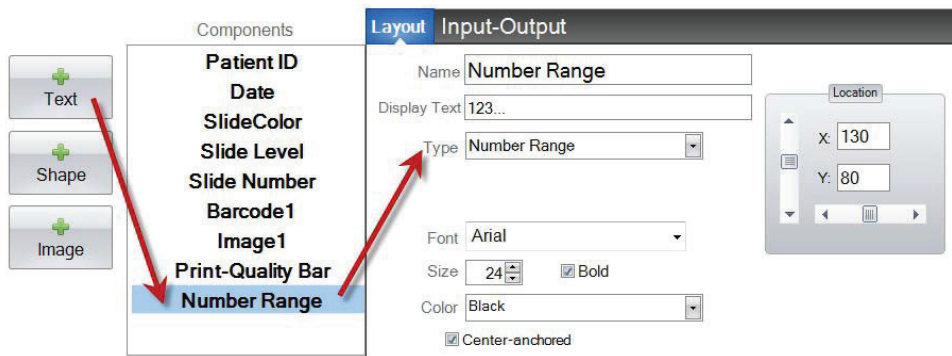 Components
Text
Shape
Image
Patient ID
Date
SlideColor
Slide Level
Slide Number
Barcode1
Image1
Print-Quality Bar
Number Range
Layout Input-Output
Name Number Range
Display Text 123...
Type Number Range
Font Arial
Size 24 Bold
Color Black
Center-anchored
Location
X: 130
Y: 80